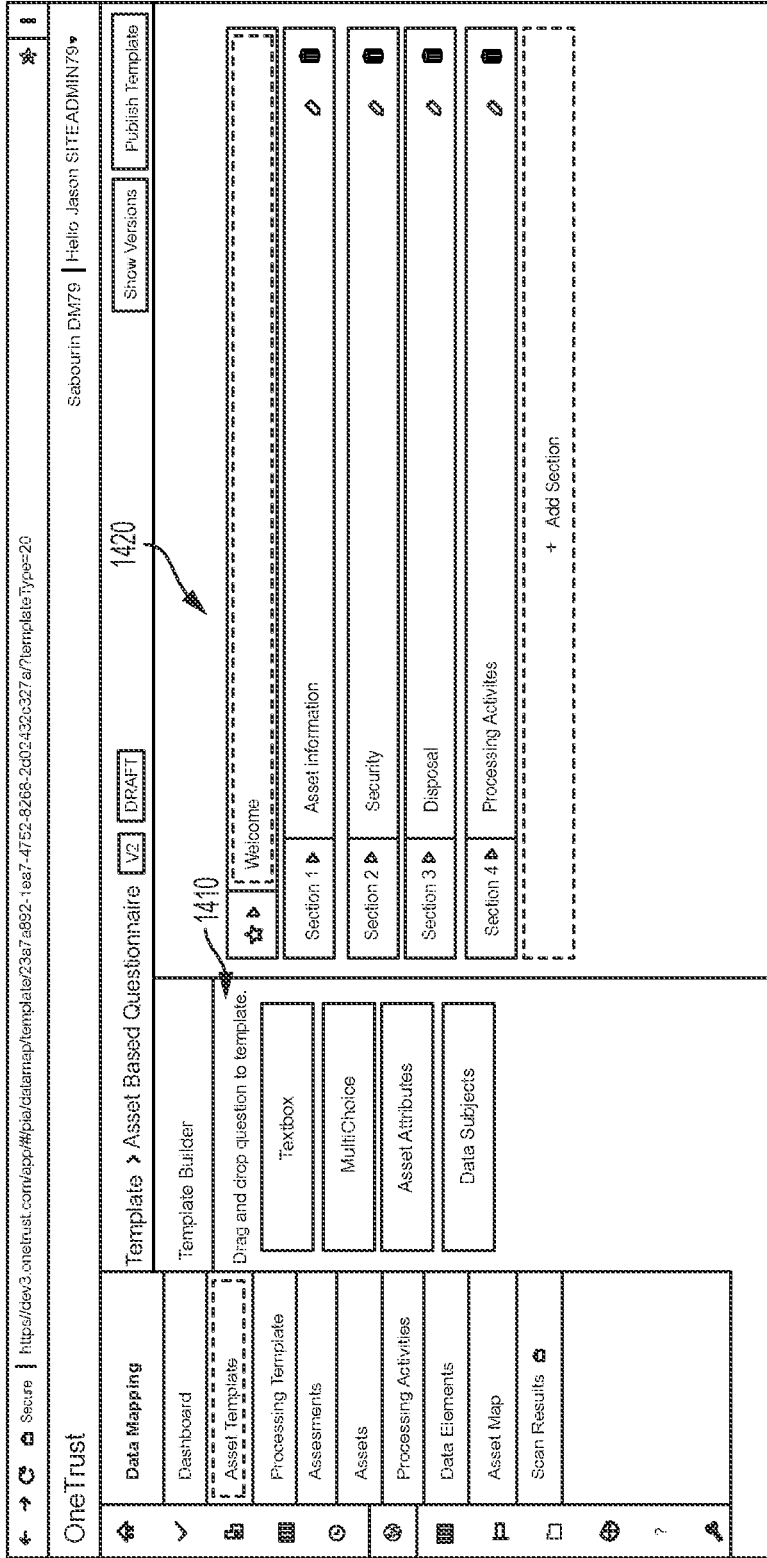 Secure | https//dev3.onetrust.com/app/#/pia/datamap/template/23a7a892-1ea7-4752-8268-2d02432c327a/?templateType=20
OneTrust
Sabourin DM79 | Hello Jason SITEADMIN79
Data Mapping
Dashboard
Asset Template
Processing Template
Assesments
Assets
Processing Activities
Data Elements
Asset Map
Scan Results
?
Template > Asset Based Questionnaire V2 DRAFT
Show Versions
Publish Template
Template Builder
1410
Drag and drop question to template.
Textbox
MultiChoice
Asset Attributes
Data Subjects
1420
Welcome
Section 1 Asset information
Section 2 Security
Section 3 Disposal
Section 4 Processing Activites
+ Add Section